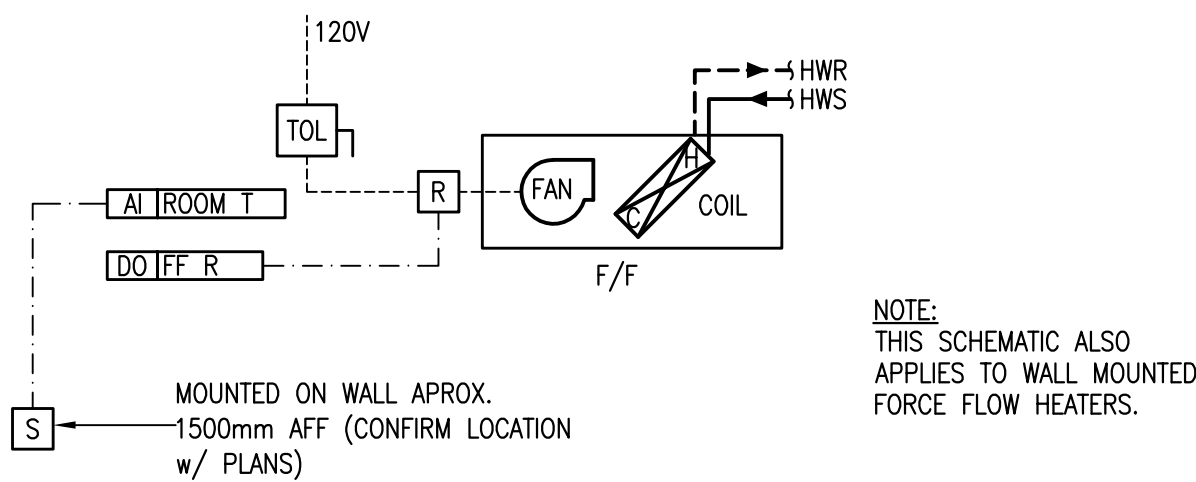 120V
HWR
HWS
TOL
H
R
FAN
COIL
AI ROOM T
C
DO FF R
F/F
NOTE:
THIS SCHEMATIC ALSO
APPLIES TO WALL MOUNTED
FORCE FLOW HEATERS.
MOUNTED ON WALL APROX.
S
1500mm AFF (CONFIRM LOCATION
w/ PLANS)